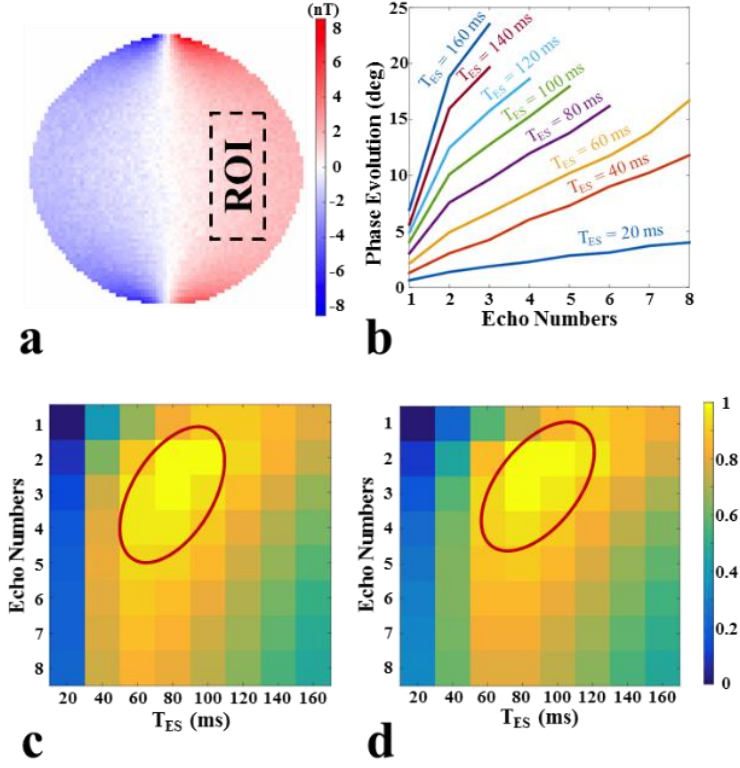 (nT)
8
6
4
2
0
-2
-4
-6
-8
ROI
a
Phase Evolution (deg)
25
20
15
10
5
0
T_ES = 160 ms
T_ES = 140 ms
T_ES = 120 ms
T_ES = 100 ms
T_ES = 80 ms
T_ES = 60 ms
T_ES = 40 ms
T_ES = 20 ms
1 2 3 4 5 6 7 8
Echo Numbers
b
Echo Numbers
1
2
3
4
5
6
7
8
20 40 60 80 100 120 140 160
T_ES (ms)
c
Echo Numbers
1
2
3
4
5
6
7
8
20 40 60 80 100 120 140 160
T_ES (ms)
d
1
0.8
0.6
0.4
0.2
0